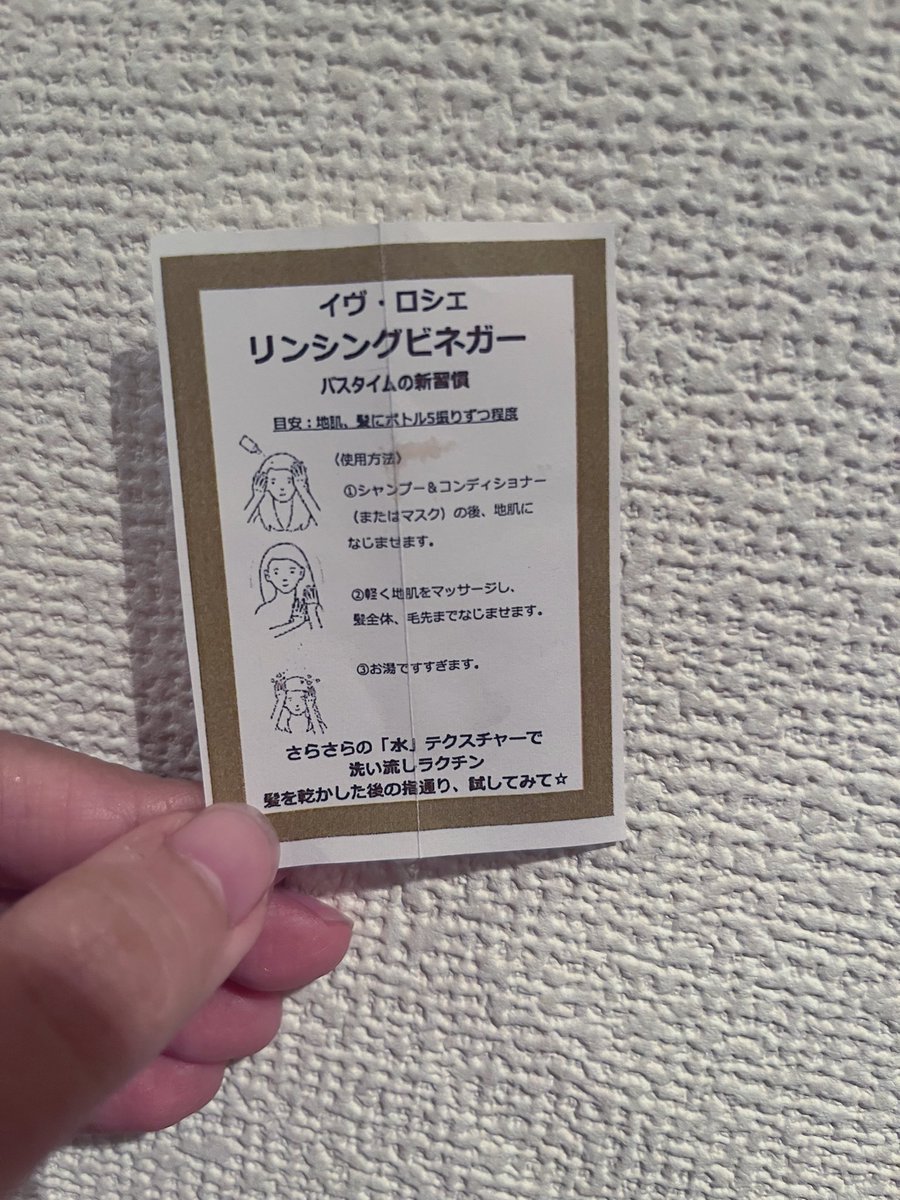 イヴ・ロシェ
リンシングビネガー
バスタイムの新習慣
目安：地肌、髪にボトル5振りずつ程度
（使用方法）
①シャンプー＆コンディショナー
（またはマスク）の後、地肌に
なじませます。
②軽く地肌をマッサージし、
髪全体、毛先までなじませます。
③お湯ですすぎます。
さらさらの「水」テクスチャーで
洗い流しラクチン
髪を乾かした後の指通り、試してみて☆